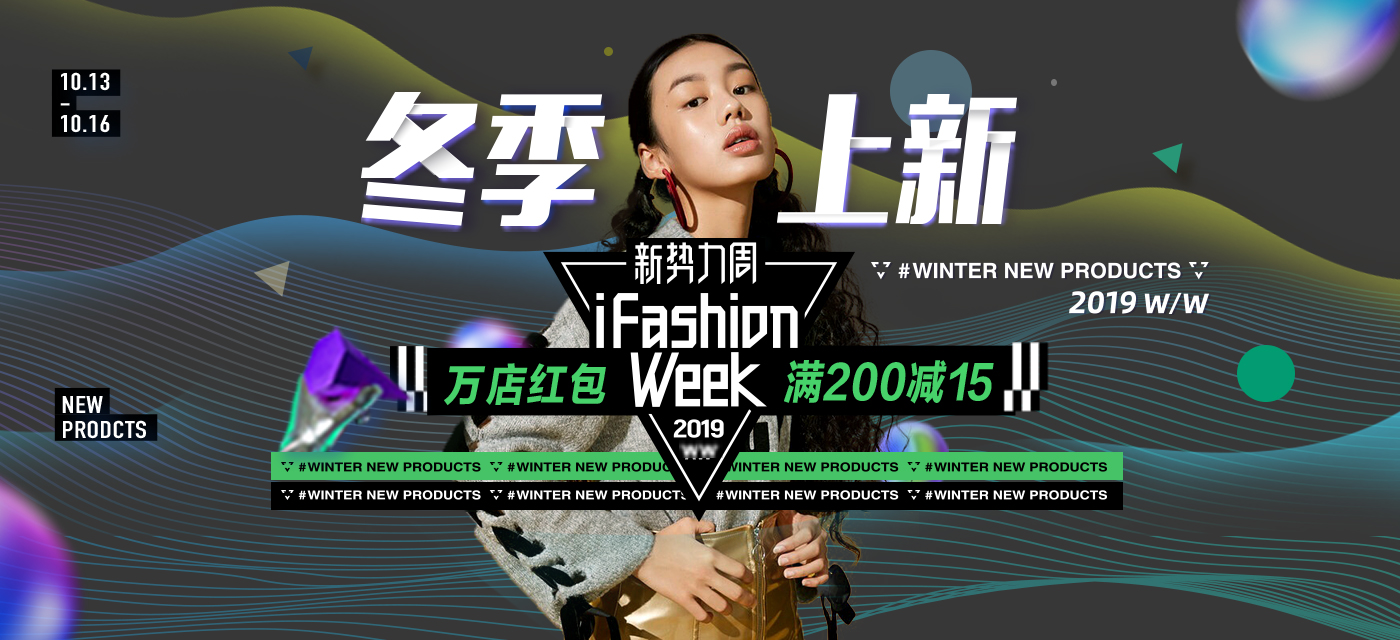 10.13
–
10.16
冬季 上新
新势力周
iFashion
Week
2019
W/W
万店红包
满200减15
#WINTER NEW PRODUCTS
2019 W/W
NEW
PRODCTS
#WINTER NEW PRODUCTS #WINTER NEW PRODUC WINTER NEW PRODUCTS #WINTER NEW PRODUCTS
#WINTER NEW PRODUCTS #WINTER NEW PRODUCTS #WINTER NEW PRODUCTS #WINTER NEW PRODUCTS